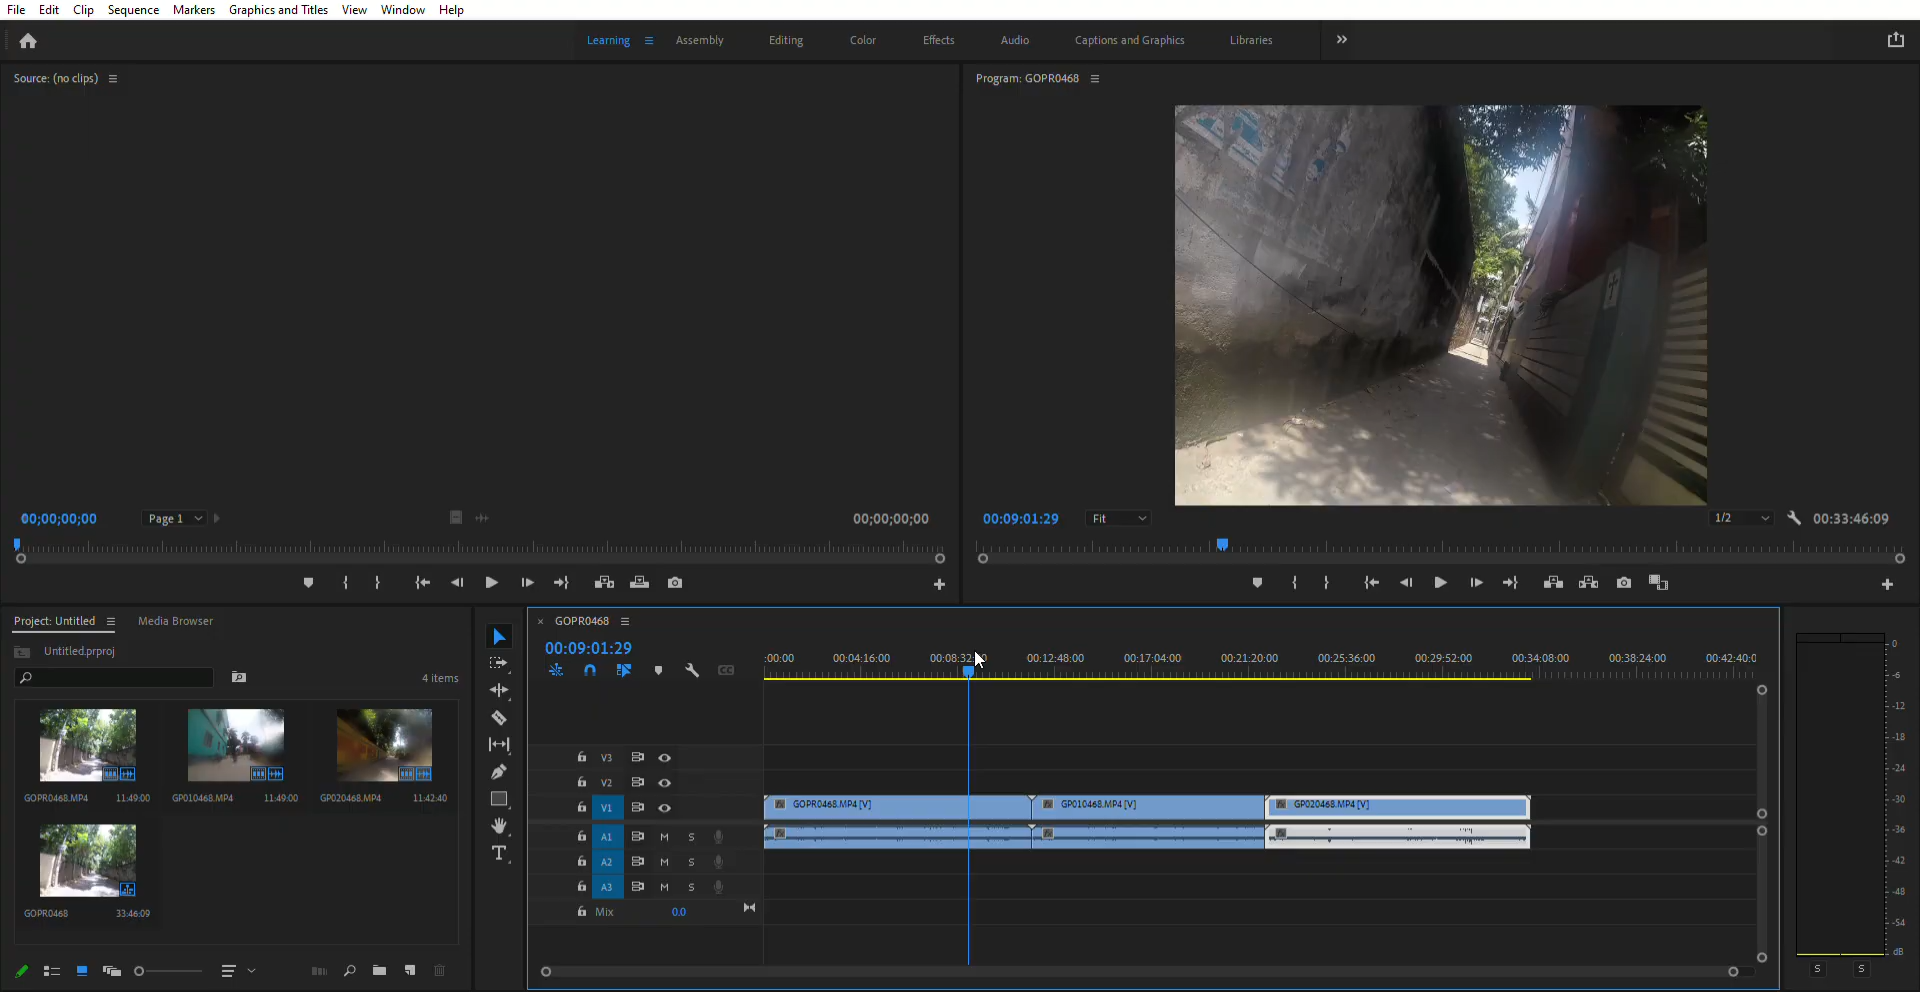 File Edit Clip Sequence Markers Graphics and Titles View Window Help
Learning Assembly Editing Color Effects Audio Captions and Graphics Libraries
Source: (no clips)
Program: GOPR0468
00;00;00;00 Page 1 00;00;00;00
00:09:01:29 Fit 1/2 00:33:46:09
Project: Untitled Media Browser
Untitled.prproj
4 items
GOPR0468.MP4 11:49:00 GP010468.MP4 11:49:00 GP020468.MP4 11:42:40
GOPR0468 33:46:09
T
× GOPR0468
00:09:01:29
:00:00 00:04:16:00 00:08:32: 00:12:48:00 00:17:04:00 00:21:20:00 00:25:36:00 00:29:52:00 00:34:08:00 00:38:24:00 00:42:40:0
V3
V2
V1 fx GOPR0468.MP4 [V] fx GP010468.MP4 [V] fx GP020468.MP4 [V]
A1 M S fx fx fx
A2 M S
A3 M S
Mix 0.0
0
-6
-12
-18
-24
-30
-36
-42
-48
-54
dB
S S